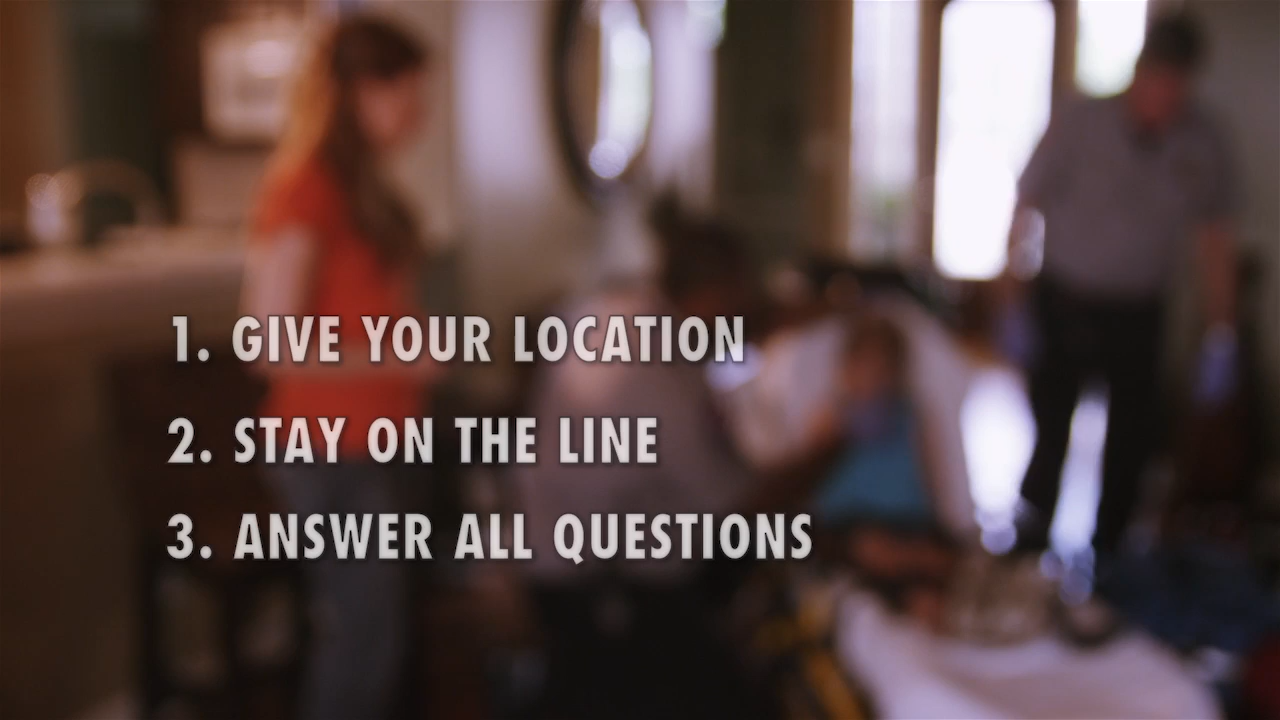 1. GIVE YOUR LOCATION
2. STAY ON THE LINE
3. ANSWER ALL QUESTIONS